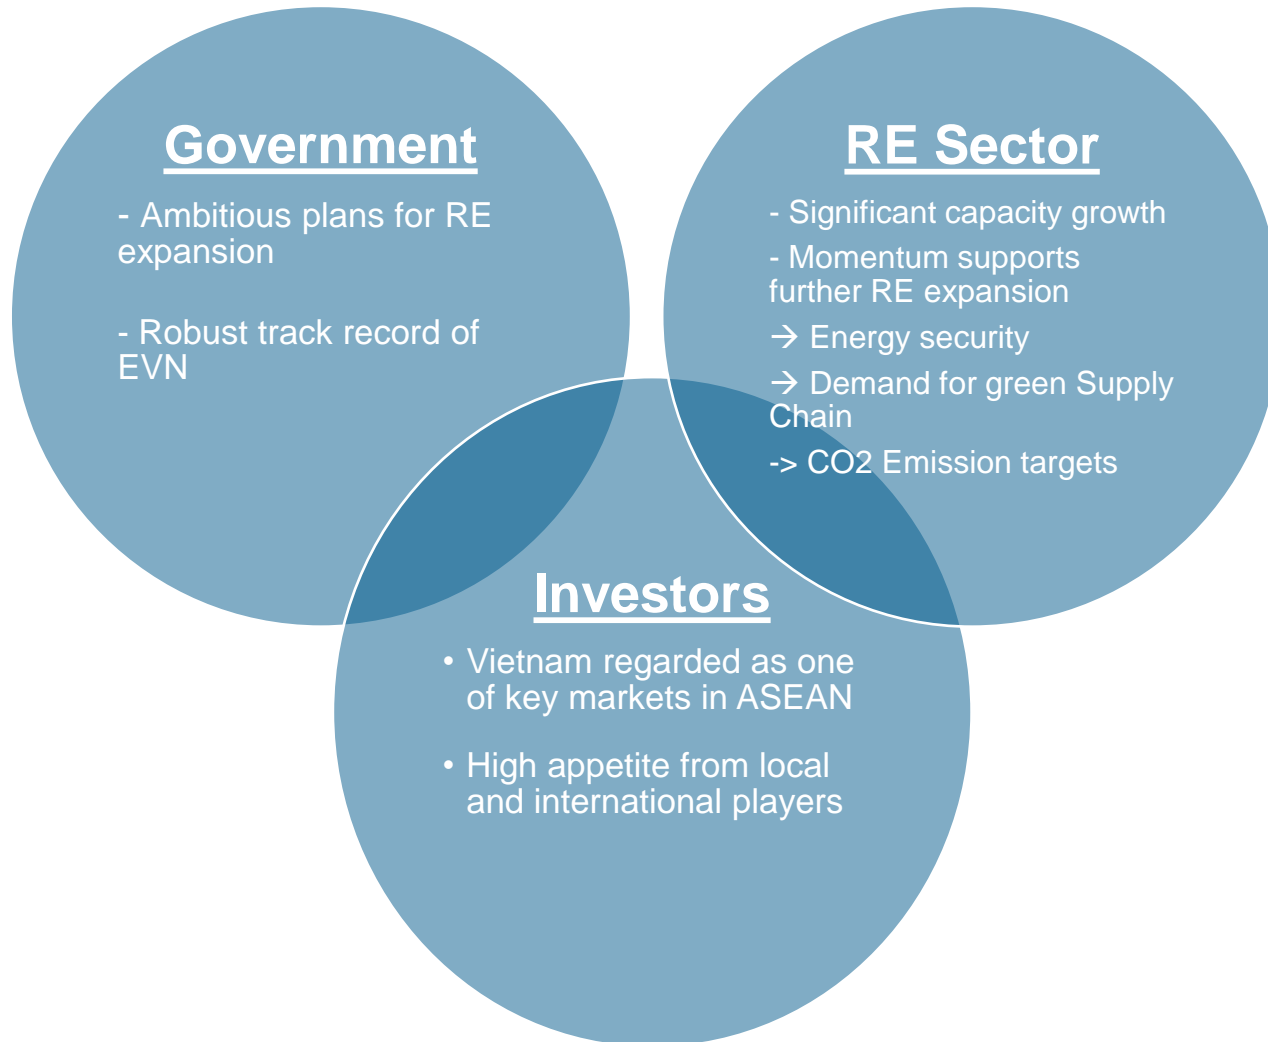 Government
- Ambitious plans for RE
expansion
- Robust track record of
EVN
RE Sector
- Significant capacity growth
- Momentum supports
further RE expansion
→ Energy security
→ Demand for green Supply
Chain
-> CO2 Emission targets
Investors
• Vietnam regarded as one
of key markets in ASEAN
• High appetite from local
and international players